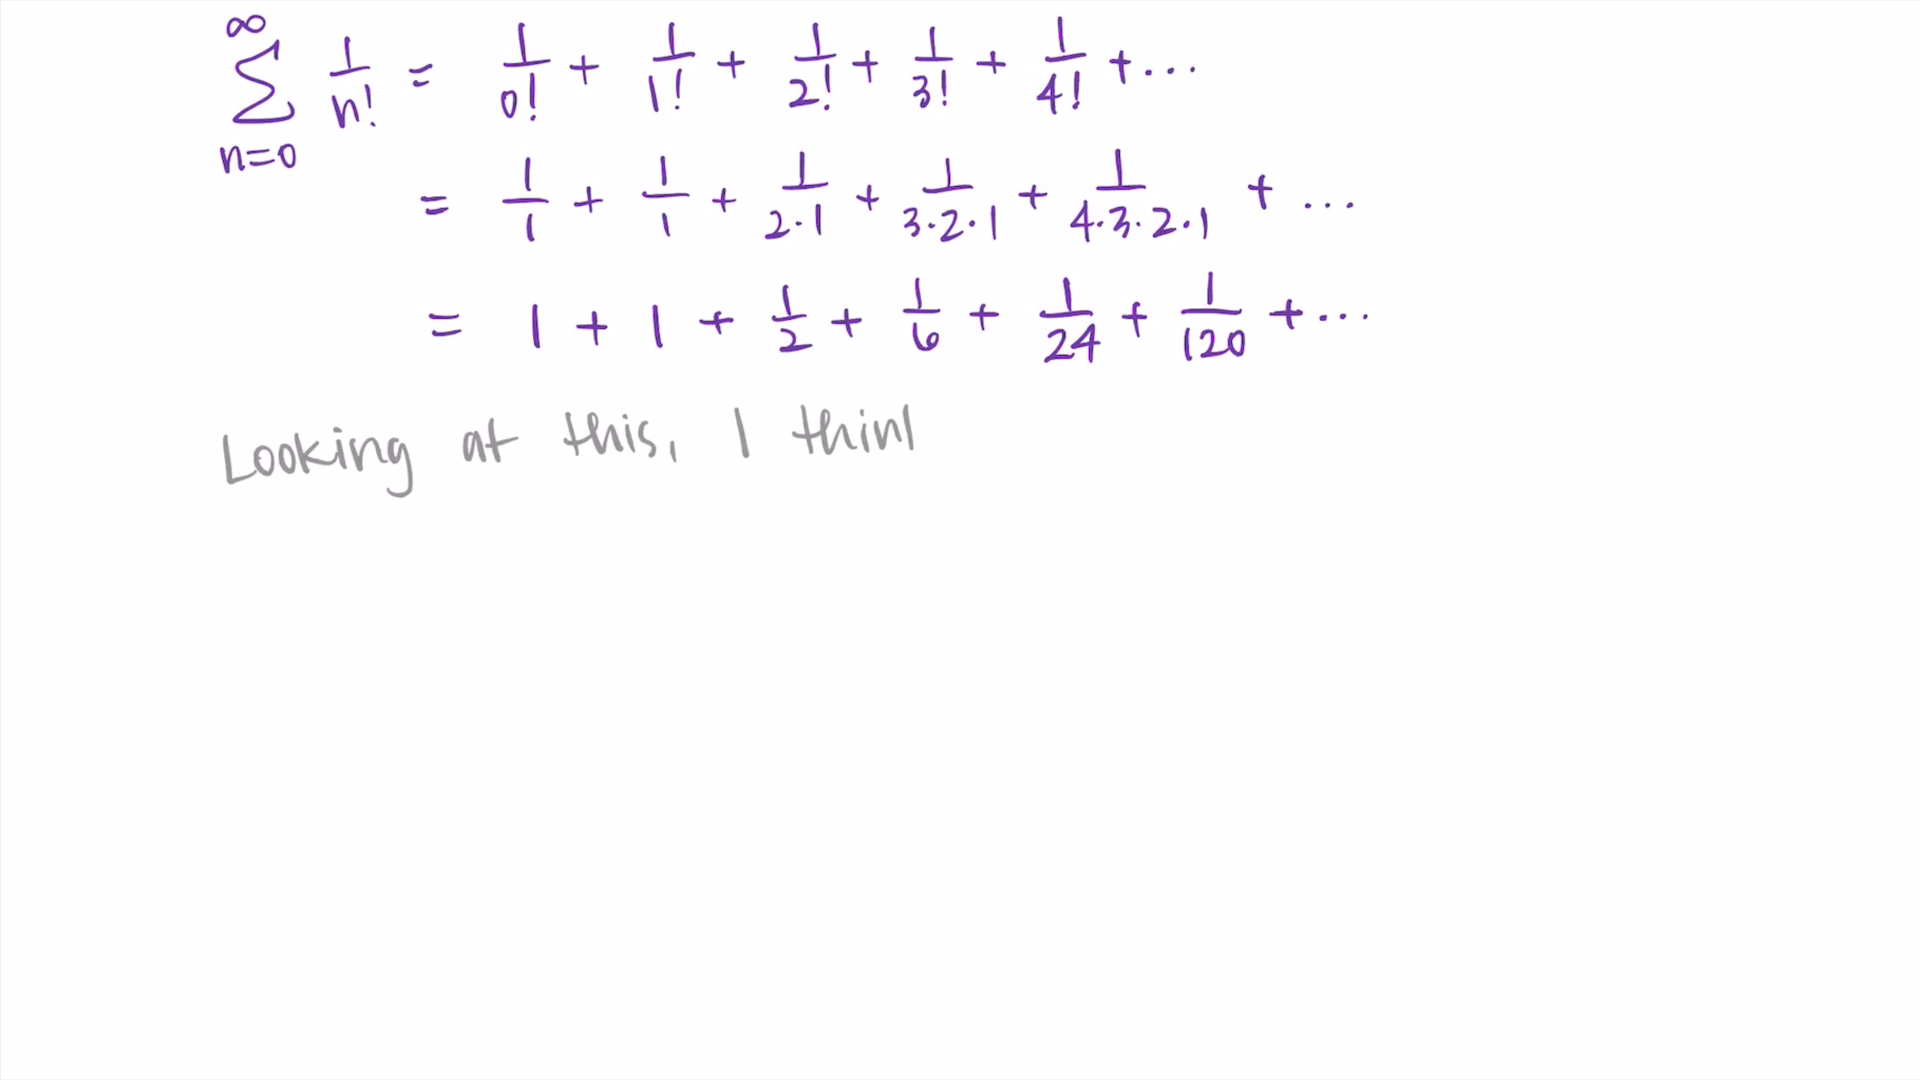 ∞
∑ 1/n! = 1/0! + 1/1! + 1/2! + 1/3! + 1/4! + ...
n=0
= 1/1 + 1/1 + 1/2·1 + 1/3·2·1 + 1/4·3·2·1 + ...
= 1 + 1 + 1/2 + 1/6 + 1/24 + 1/120 + ...
Looking at this, I thinl